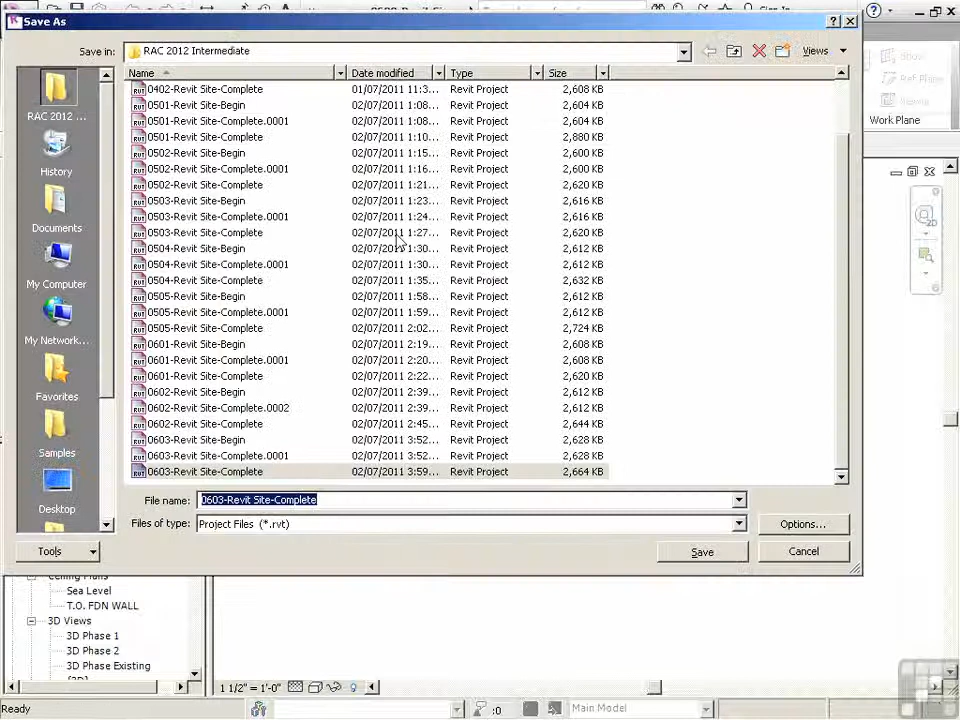 Save As
Sign In
Save in: RAC 2012 Intermediate Views
Name Date modified Type Size
0402-Revit Site-Complete 01/07/2011 11:3... Revit Project 2,608 KB
0501-Revit Site-Begin 02/07/2011 1:08... Revit Project 2,604 KB
0501-Revit Site-Complete.0001 02/07/2011 1:08... Revit Project 2,604 KB
0501-Revit Site-Complete 02/07/2011 1:10... Revit Project 2,880 KB
0502-Revit Site-Begin 02/07/2011 1:15... Revit Project 2,600 KB
0502-Revit Site-Complete.0001 02/07/2011 1:16... Revit Project 2,600 KB
0502-Revit Site-Complete 02/07/2011 1:21... Revit Project 2,620 KB
0503-Revit Site-Begin 02/07/2011 1:23... Revit Project 2,616 KB
0503-Revit Site-Complete.0001 02/07/2011 1:24... Revit Project 2,616 KB
0503-Revit Site-Complete 02/07/2011 1:27... Revit Project 2,620 KB
0504-Revit Site-Begin 02/07/2011 1:30... Revit Project 2,612 KB
0504-Revit Site-Complete.0001 02/07/2011 1:30... Revit Project 2,612 KB
0504-Revit Site-Complete 02/07/2011 1:35... Revit Project 2,632 KB
0505-Revit Site-Begin 02/07/2011 1:58... Revit Project 2,612 KB
0505-Revit Site-Complete.0001 02/07/2011 1:59... Revit Project 2,612 KB
0505-Revit Site-Complete 02/07/2011 2:02... Revit Project 2,724 KB
0601-Revit Site-Begin 02/07/2011 2:19... Revit Project 2,608 KB
0601-Revit Site-Complete.0001 02/07/2011 2:20... Revit Project 2,608 KB
0601-Revit Site-Complete 02/07/2011 2:22... Revit Project 2,620 KB
0602-Revit Site-Begin 02/07/2011 2:39... Revit Project 2,612 KB
0602-Revit Site-Complete.0002 02/07/2011 2:39... Revit Project 2,612 KB
0602-Revit Site-Complete 02/07/2011 2:45... Revit Project 2,644 KB
0603-Revit Site-Begin 02/07/2011 3:52... Revit Project 2,628 KB
0603-Revit Site-Complete.0001 02/07/2011 3:52... Revit Project 2,628 KB
0603-Revit Site-Complete 02/07/2011 3:59... Revit Project 2,664 KB
RAC 2012 ...
History
Documents
My Computer
My Network...
Favorites
Samples
Desktop
File name: 0603-Revit Site-Complete
Files of type: Project Files (*.rvt) Options...
Tools Save Cancel
Show
Ref Plane
Viewer
Work Plane
2D
Ceiling Plans
Sea Level
T.O. FDN WALL
3D Views
3D Phase 1
3D Phase 2
3D Phase Existing
{3D}
1 1/2" = 1'-0"
Ready :0 Main Model